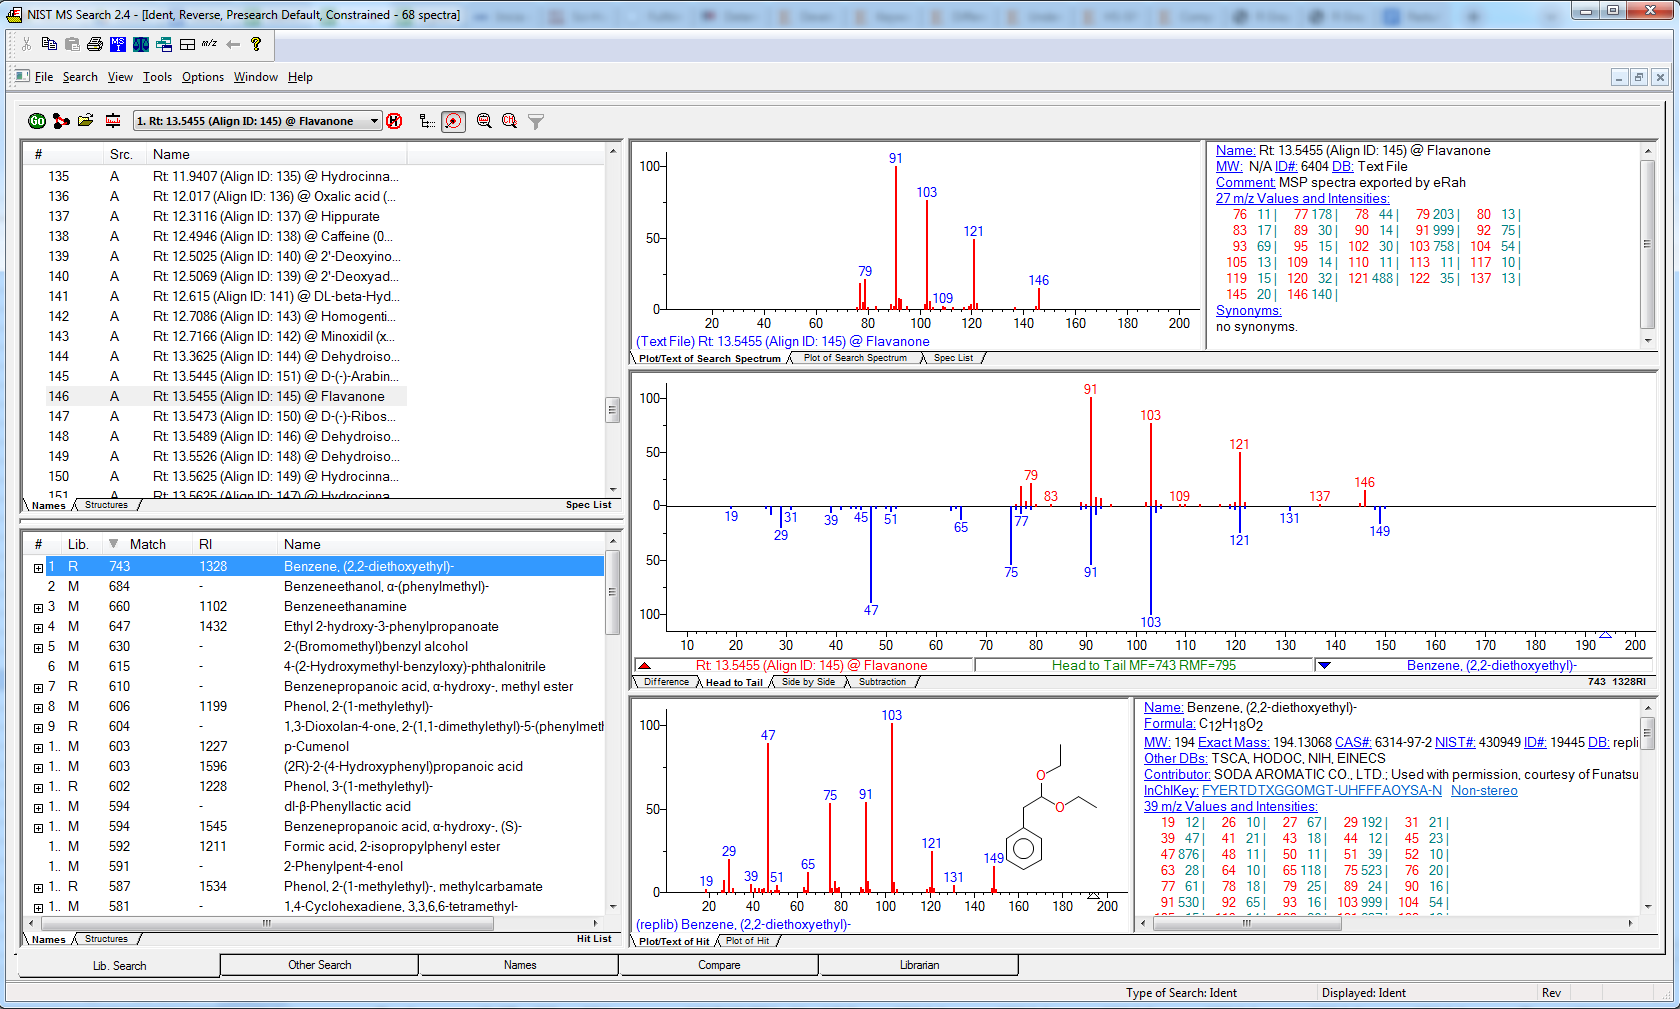 NIST MS Search 2.4 - [Ident, Reverse, Presearch Default, Constrained - 68 spectra]
MS
I
m/z
?
File Search View Tools Options Window Help
GO 1. Rt: 13.5455 (Align ID: 145) @ Flavanone H
# Src. Name
135 A Rt: 11.9407 (Align ID: 135) @ Hydrocinna...
136 A Rt: 12.017 (Align ID: 136) @ Oxalic acid (...
137 A Rt: 12.3116 (Align ID: 137) @ Hippurate
138 A Rt: 12.4946 (Align ID: 138) @ Caffeine (0...
139 A Rt: 12.5025 (Align ID: 140) @ 2'-Deoxyino...
140 A Rt: 12.5069 (Align ID: 139) @ 2'-Deoxyad...
141 A Rt: 12.615 (Align ID: 141) @ DL-beta-Hyd...
142 A Rt: 12.7086 (Align ID: 143) @ Homogenti...
143 A Rt: 12.7166 (Align ID: 142) @ Minoxidil (x...
144 A Rt: 13.3625 (Align ID: 144) @ Dehydroiso...
145 A Rt: 13.5445 (Align ID: 151) @ D-(-)-Arabin...
146 A Rt: 13.5455 (Align ID: 145) @ Flavanone
147 A Rt: 13.5473 (Align ID: 150) @ D-(-)-Ribos...
148 A Rt: 13.5489 (Align ID: 146) @ Dehydroiso...
149 A Rt: 13.5526 (Align ID: 148) @ Dehydroiso...
150 A Rt: 13.5625 (Align ID: 149) @ Hydrocinna...
151 A Rt: 13.5625 (Align ID: 147) @ Hydrocinna
Names Structures Spec List
# Lib. Match RI Name
1 R 743 1328 Benzene, (2,2-diethoxyethyl)-
2 M 684 - Benzeneethanol, α-(phenylmethyl)-
3 M 660 1102 Benzeneethanamine
4 M 647 1432 Ethyl 2-hydroxy-3-phenylpropanoate
5 M 630 - 2-(Bromomethyl)benzyl alcohol
6 M 615 - 4-(2-Hydroxymethyl-benzyloxy)-phthalonitrile
7 R 610 - Benzenepropanoic acid, α-hydroxy-, methyl ester
8 M 606 1199 Phenol, 2-(1-methylethyl)-
9 R 604 - 1,3-Dioxolan-4-one, 2-(1,1-dimethylethyl)-5-(phenylmeth
1.. M 603 1227 p-Cumenol
1.. M 603 1596 (2R)-2-(4-Hydroxyphenyl)propanoic acid
1.. R 602 1228 Phenol, 3-(1-methylethyl)-
1.. M 594 - dl-β-Phenyllactic acid
1.. M 594 1545 Benzenepropanoic acid, α-hydroxy-, (S)-
1.. M 592 1211 Formic acid, 2-isopropylphenyl ester
1.. M 591 - 2-Phenylpent-4-enol
1.. R 587 1534 Phenol, 2-(1-methylethyl)-, methylcarbamate
1.. M 581 - 1,4-Cyclohexadiene, 3,3,6,6-tetramethyl-
Names Structures Hit List
100
50
0
91
103
121
79
109
146
20 40 60 80 100 120 140 160 180 200
(Text File) Rt: 13.5455 (Align ID: 145) @ Flavanone
Plot/Text of Search Spectrum Plot of Search Spectrum Spec List
Name: Rt: 13.5455 (Align ID: 145) @ Flavanone
MW: N/A ID#: 6404 DB: Text File
Comment: MSP spectra exported by eRah
27 m/z Values and Intensities:
76 11 | 77 178 | 78 44 | 79 203 | 80 13 |
83 17 | 89 30 | 90 14 | 91 999 | 92 75 |
93 69 | 95 15 | 102 30 | 103 758 | 104 54 |
105 13 | 109 14 | 110 11 | 113 11 | 117 10 |
119 15 | 120 32 | 121 488 | 122 35 | 137 13 |
145 20 | 146 140 |
Synonyms:
no synonyms.
100
50
0
50
100
91
103
121
79
83
109
137
146
19
29
31
39
45
47
51
65
75
77
91
103
121
131
149
10 20 30 40 50 60 70 80 90 100 110 120 130 140 150 160 170 180 190 200
Rt: 13.5455 (Align ID: 145) @ Flavanone Head to Tail MF=743 RMF=795 Benzene, (2,2-diethoxyethyl)-
Difference Head to Tail Side by Side Subtraction 743 1328RI
100
50
0
103
47
75
91
29
65
121
149
19
39
51
131
O
O
20 40 60 80 100 120 140 160 180 200
(replib) Benzene, (2,2-diethoxyethyl)-
Plot/Text of Hit Plot of Hit
Name: Benzene, (2,2-diethoxyethyl)-
Formula: C12H18O2
MW: 194 Exact Mass: 194.13068 CAS#: 6314-97-2 NIST#: 430949 ID#: 19445 DB: repli
Other DBs: TSCA, HODOC, NIH, EINECS
Contributor: SODA AROMATIC CO., LTD.; Used with permission, courtesy of Funatsu
InChIKey: FYERTDTXGGOMGT-UHFFFAOYSA-N Non-stereo
39 m/z Values and Intensities:
19 12 | 26 10 | 27 67 | 29 192 | 31 21 |
39 47 | 41 21 | 43 18 | 44 12 | 45 23 |
47 876 | 48 11 | 50 11 | 51 39 | 52 10 |
63 28 | 64 10 | 65 118 | 75 523 | 76 20 |
77 61 | 78 18 | 79 25 | 89 24 | 90 16 |
91 530 | 92 65 | 93 16 | 103 999 | 104 54 |
Lib. Search Other Search Names Compare Librarian
Type of Search: Ident Displayed: Ident Rev